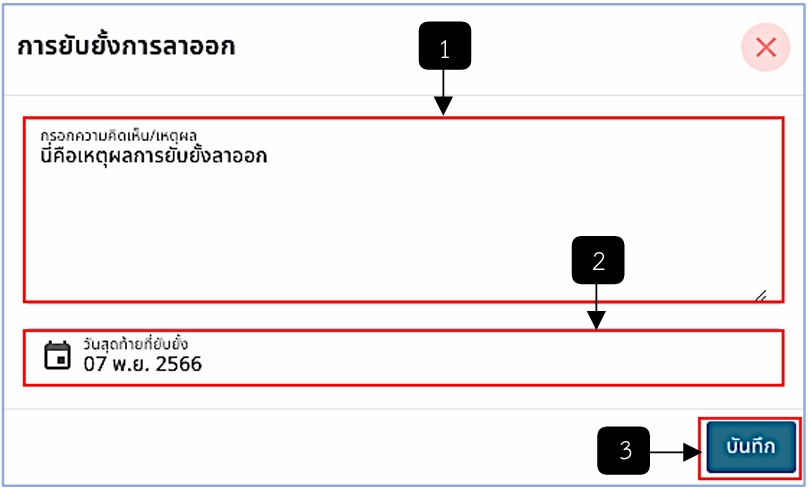 การยับยั้งการลาออก
1
กรอกความคิดเห็น/เหตุผล
นี่คือเหตุผลการยับยั้งลาออก
2
วันสุดท้ายที่ยับยั้ง
07 พ.ย. 2566
3
บันทึก